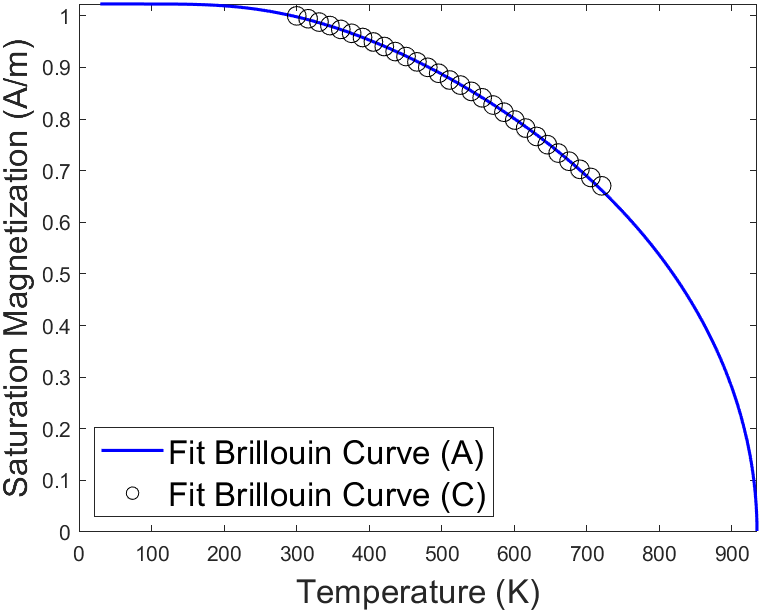 Saturation Magnetization (A/m)
1
0.9
0.8
0.7
0.6
0.5
0.4
0.3
0.2
0.1
0
Fit Brillouin Curve (A)
Fit Brillouin Curve (C)
0 100 200 300 400 500 600 700 800 900
Temperature (K)